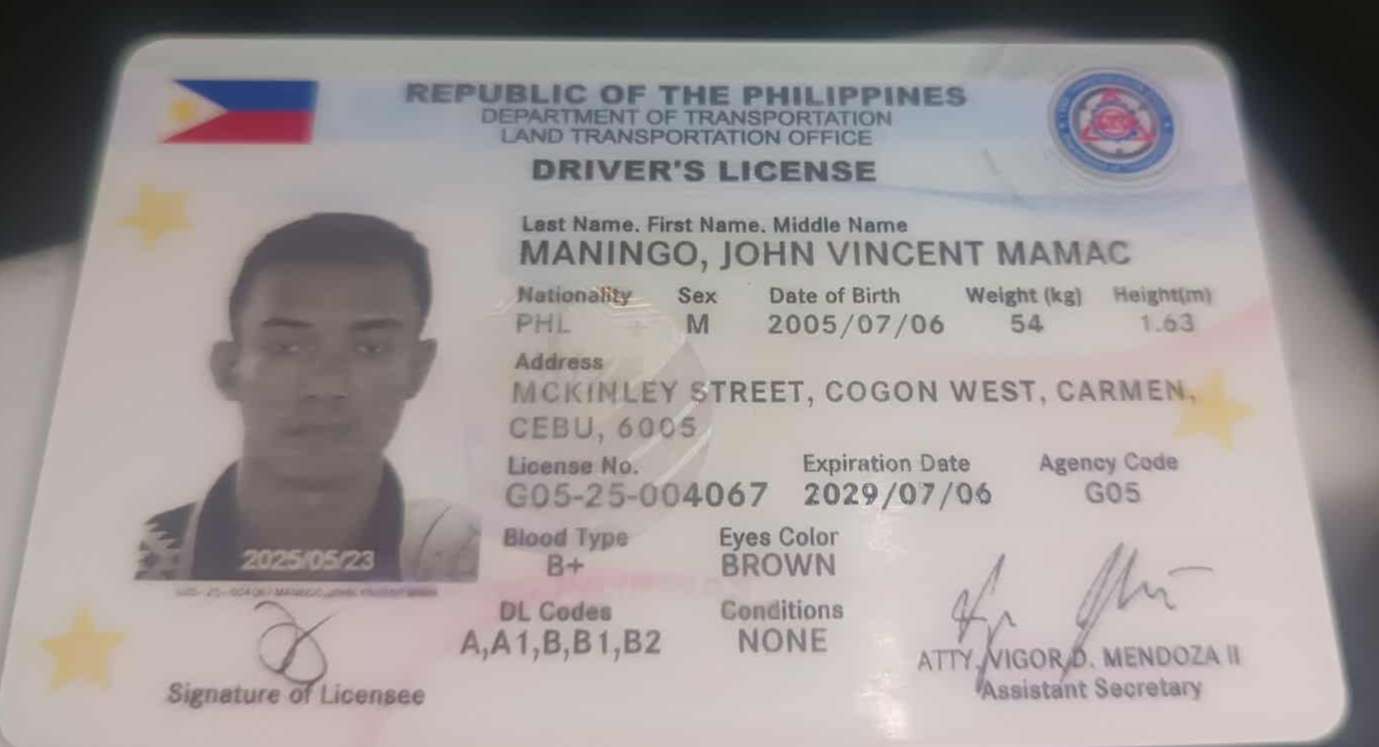 REPUBLIC OF THE PHILIPPINES
DEPARTMENT OF TRANSPORTATION
LAND TRANSPORTATION OFFICE
DRIVER'S LICENSE
Last Name. First Name. Middle Name
MANINGO, JOHN VINCENT MAMAC
Nationality Sex Date of Birth Weight (kg) Height(m)
PHL M 2005/07/06 54 1.63
Address
MCKINLEY STREET, COGON WEST, CARMEN,
CEBU, 6005
License No. Expiration Date Agency Code
G05-25-004067 2029/07/06 G05
Blood Type Eyes Color
B+ BROWN
DL Codes Conditions
A,A1,B,B1,B2 NONE
2025/05/23
Signature of Licensee
ATTY. VIGOR D. MENDOZA II
Assistant Secretary